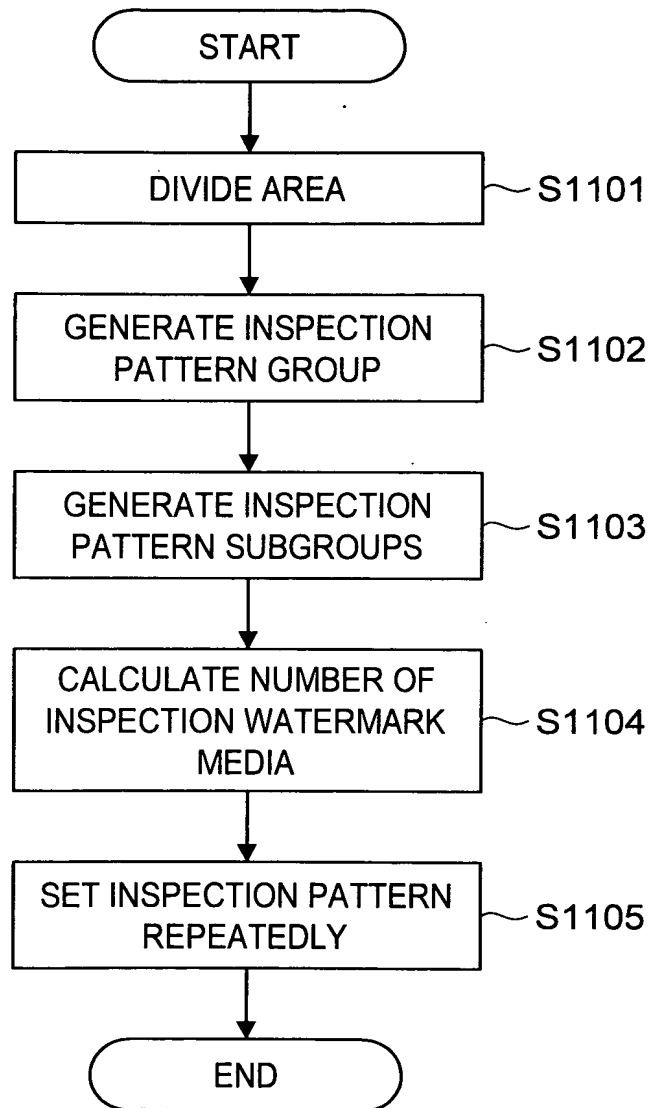 START
DIVIDE AREA
S1101
GENERATE INSPECTION
PATTERN GROUP
S1102
GENERATE INSPECTION
PATTERN SUBGROUPS
S1103
CALCULATE NUMBER OF
INSPECTION WATERMARK
MEDIA
S1104
SET INSPECTION PATTERN
REPEATEDLY
S1105
END